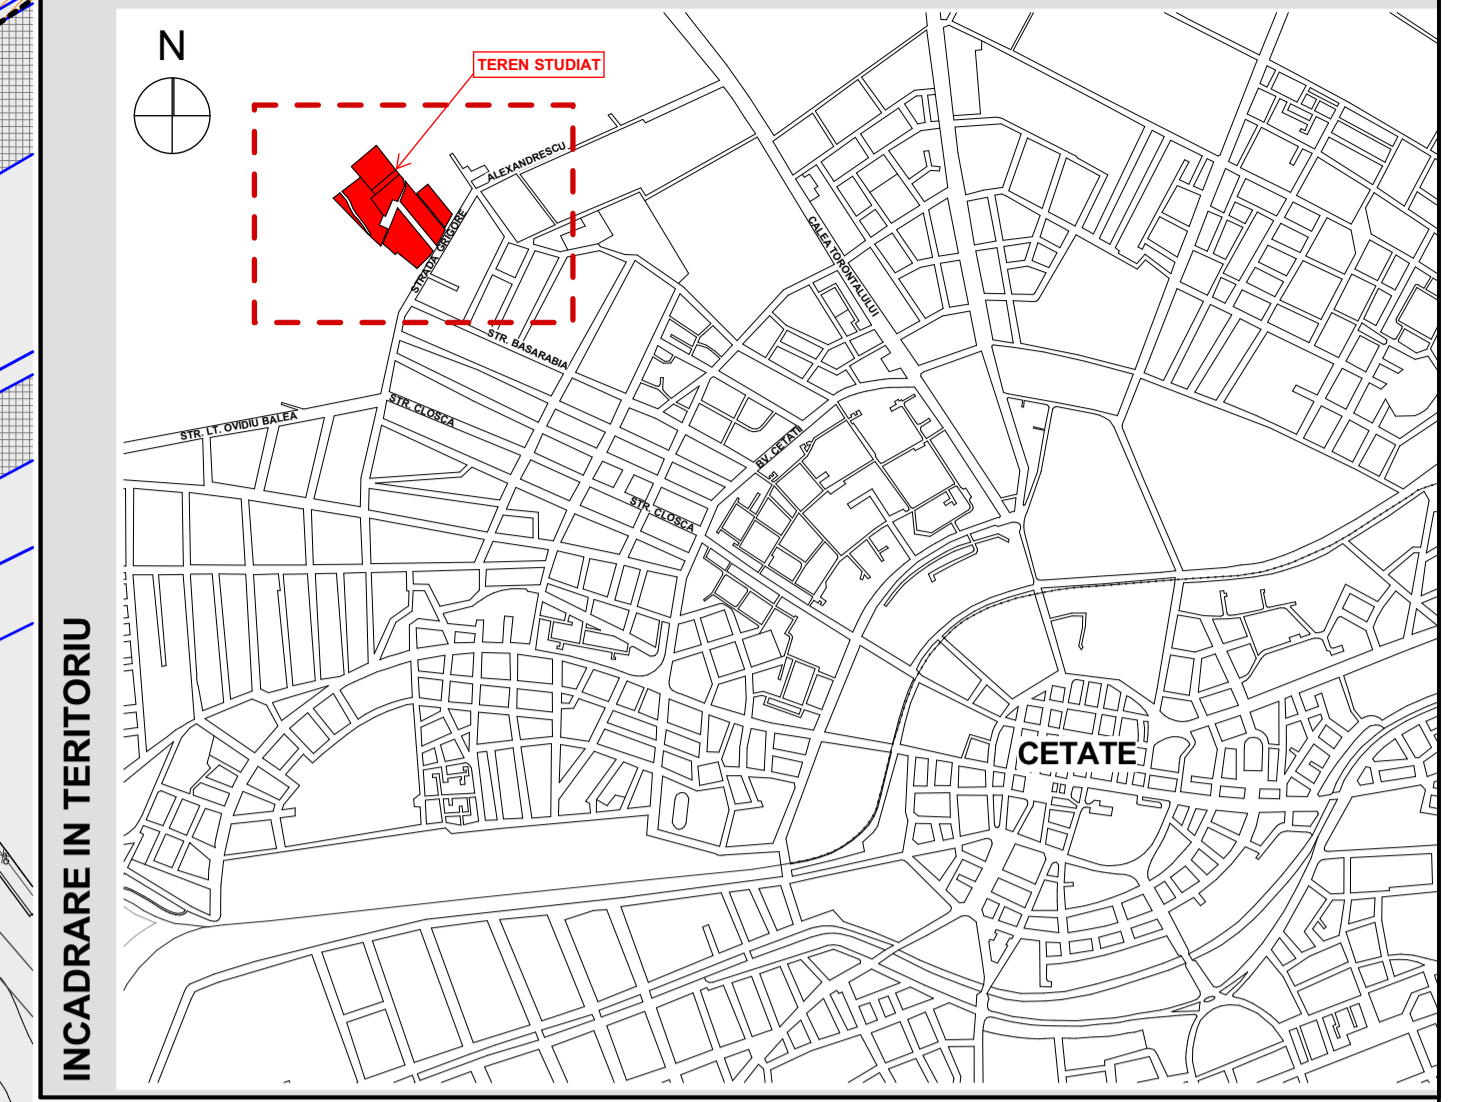 N
TEREN STUDIAT
ALEXANDRESCU
STRADA GRIGORE
CALEA TORONTALULUI
STR. BASARABIA
STR. CLOSCA
STR. LT. OVIDIU BALEA
BV. CETATII
STR. CLOSCA
CETATE
INCADRARE IN TERITORIU